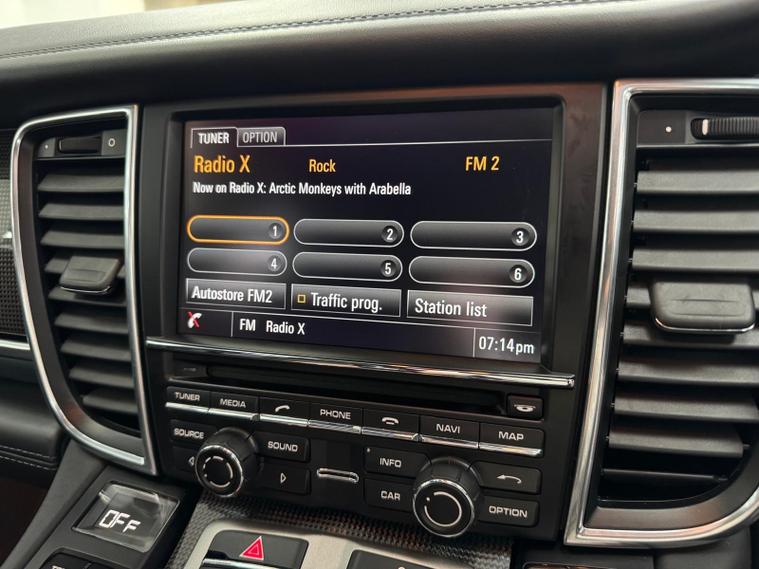 TUNER OPTION
Radio X Rock FM 2
Now on Radio X: Arctic Monkeys with Arabella
1 2 3
4 5 6
Autostore FM2 Traffic prog. Station list
FM Radio X 07:14pm
TUNER MEDIA PHONE NAVI MAP
SOURCE SOUND INFO
CAR OPTION
OFF